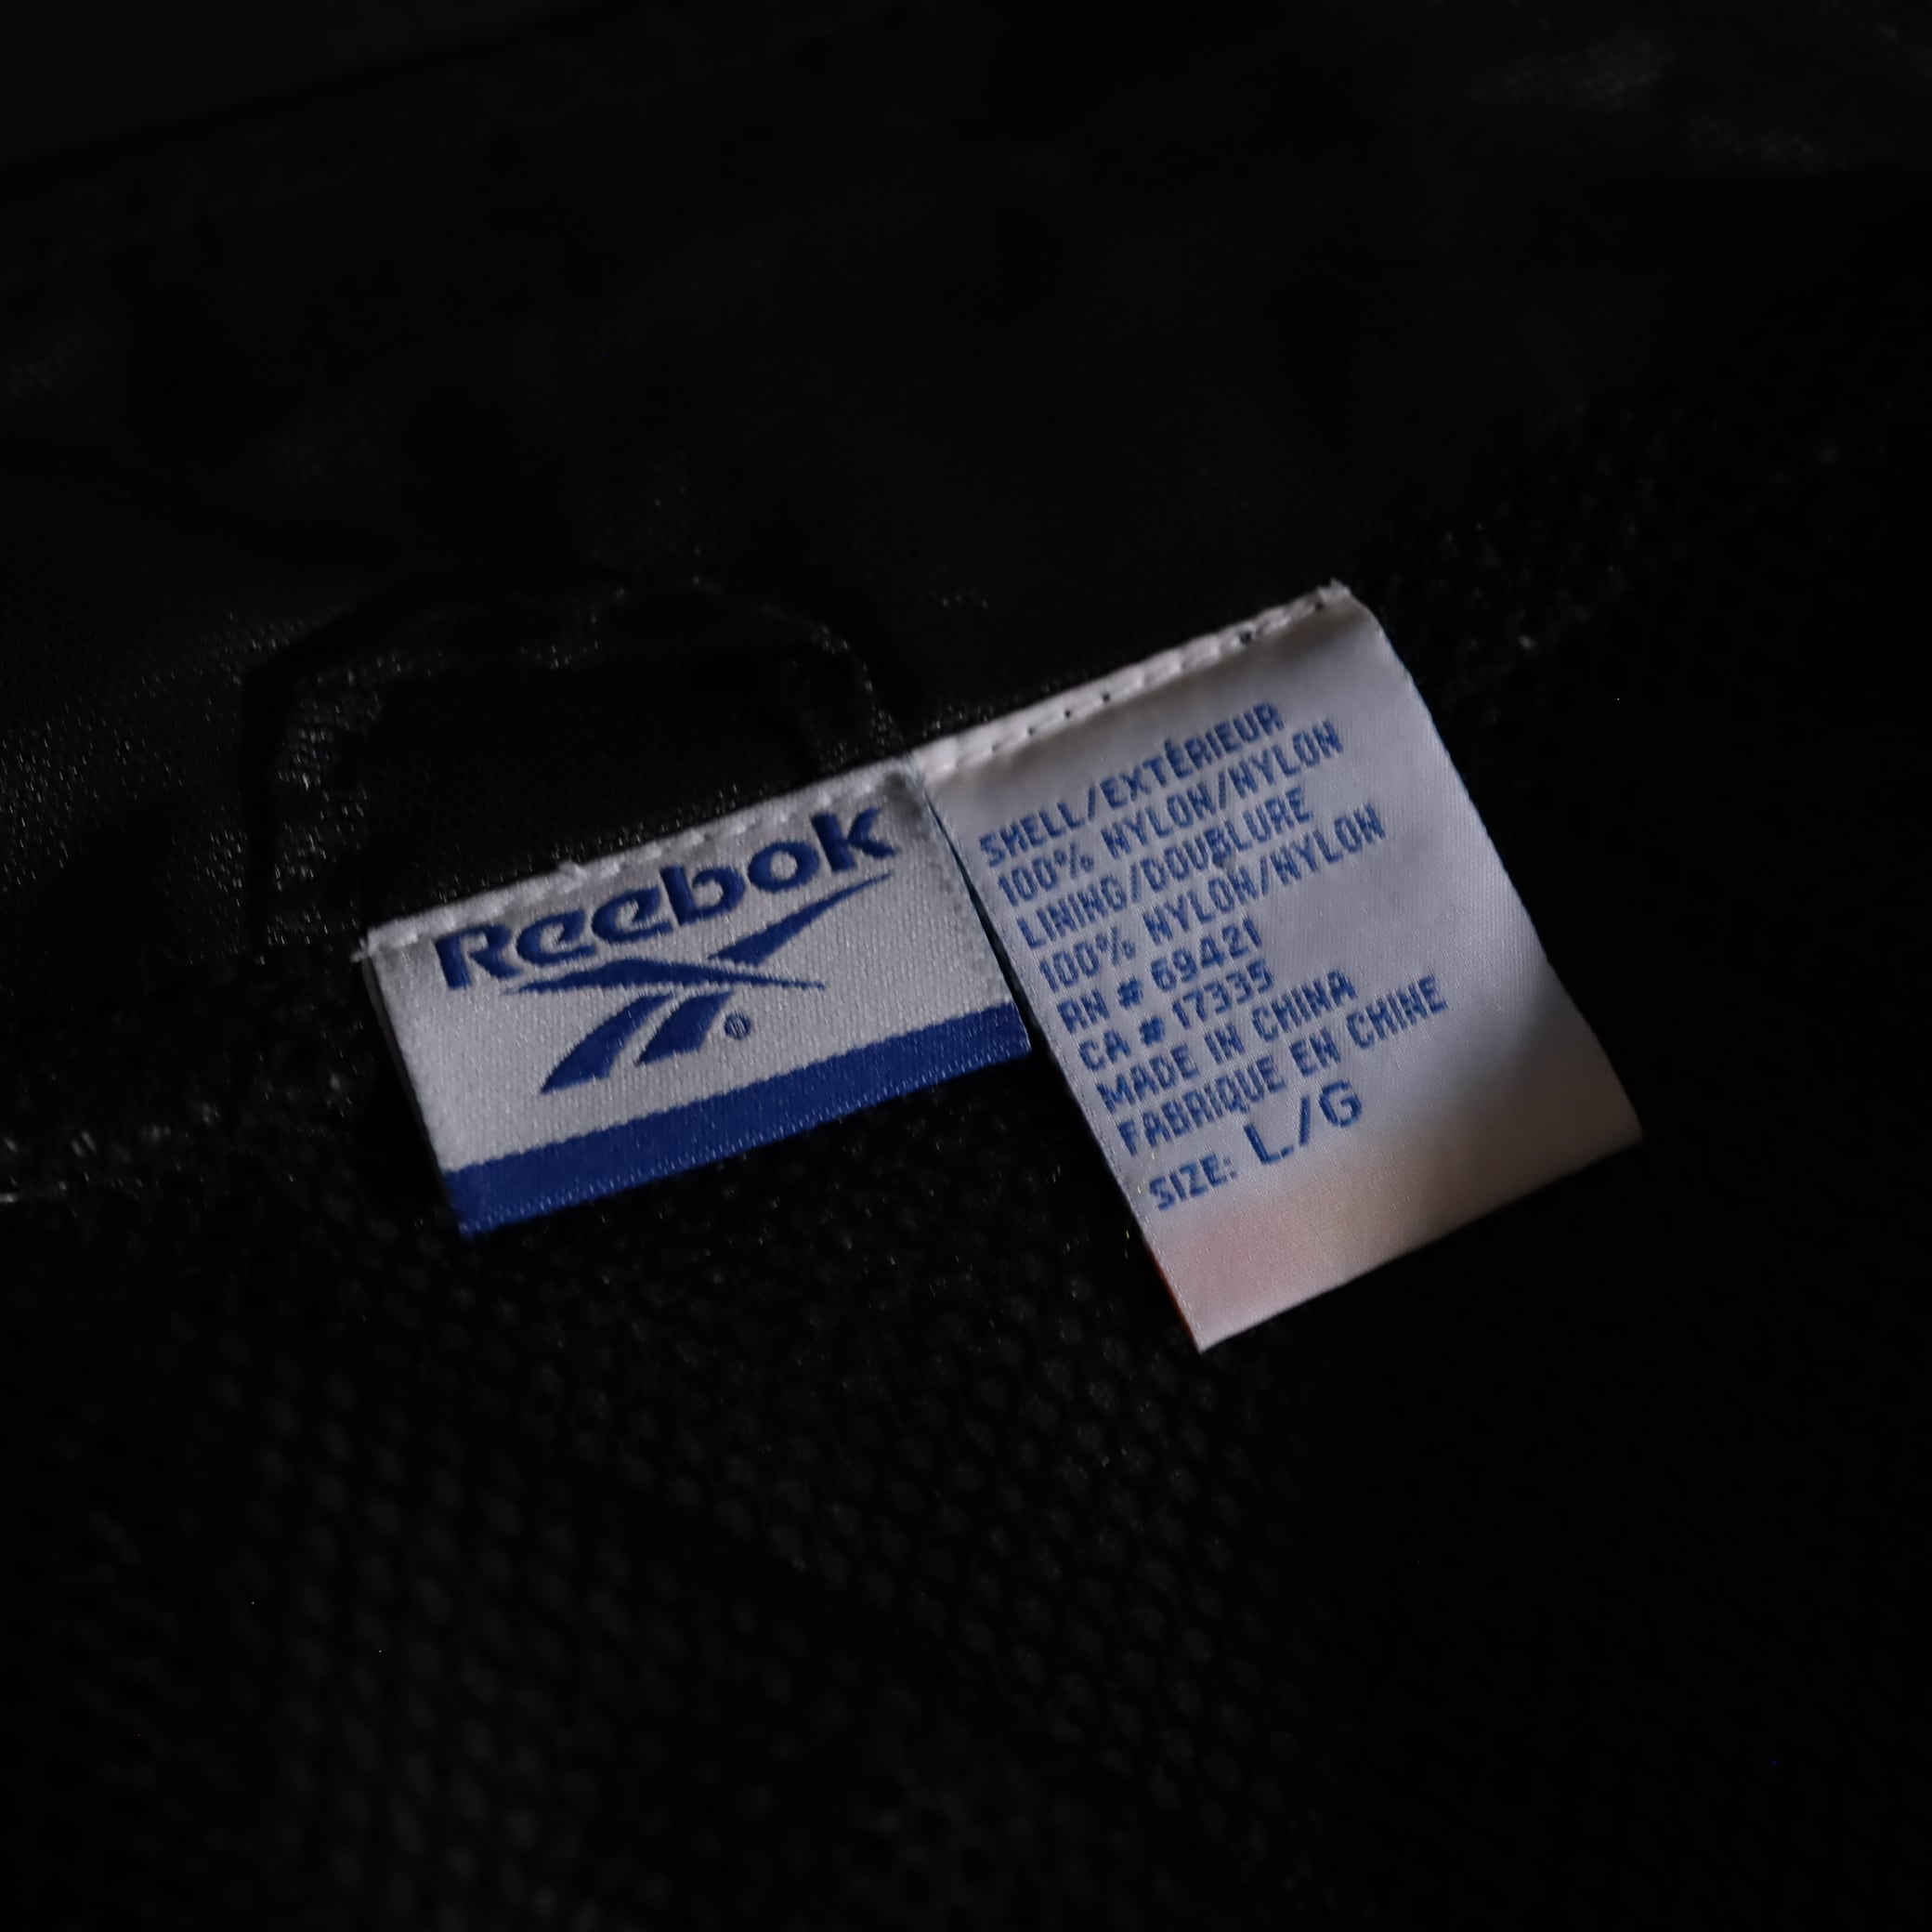 Reebok
®
SHELL/EXTÉRIEUR
100% NYLON/NYLON
LINING/DOUBLURE
100% NYLON/NYLON
RN # 69421
CA # 17335
MADE IN CHINA
FABRIQUE EN CHINE
SIZE: L/G